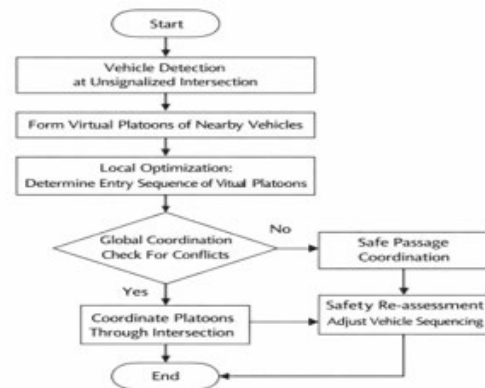 Start
Vehicle Detection
at Unsignalized Intersection
Form Virtual Platoons of Nearby Vehicles
Local Optimization:
Determine Entry Sequence of Vitual Platoons
Global Coordination
Check For Conflicts
No
Safe Passage
Coordination
Yes
Coordinate Platoons
Through Intersection
Safety Re-assessment
Adjust Vehicle Sequencing
End